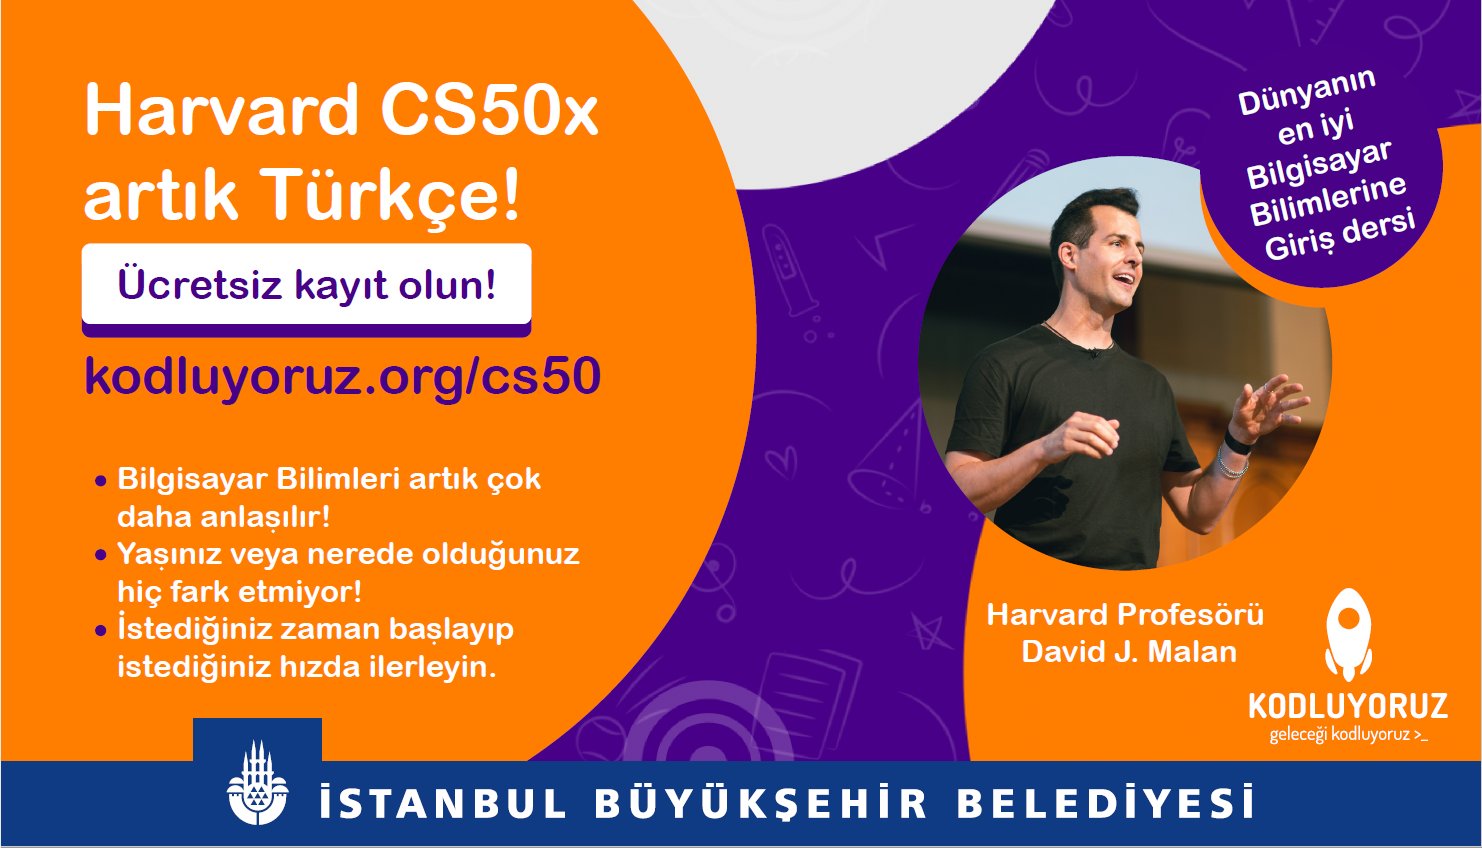 Harvard CS50x
artık Türkçe!
Ücretsiz kayıt olun!
kodluyoruz.org/cs50
• Bilgisayar Bilimleri artık çok
daha anlaşılır!
• Yaşınız veya nerede olduğunuz
hiç fark etmiyor!
• İstediğiniz zaman başlayıp
istediğiniz hızda ilerleyin.
Dünyanın
en iyi
Bilgisayar
Bilimlerine
Giriş dersi
Harvard Profesörü
David J. Malan
KODLUYORUZ
geleceği kodluyoruz >_
İSTANBUL BÜYÜKŞEHİR BELEDİYESİ